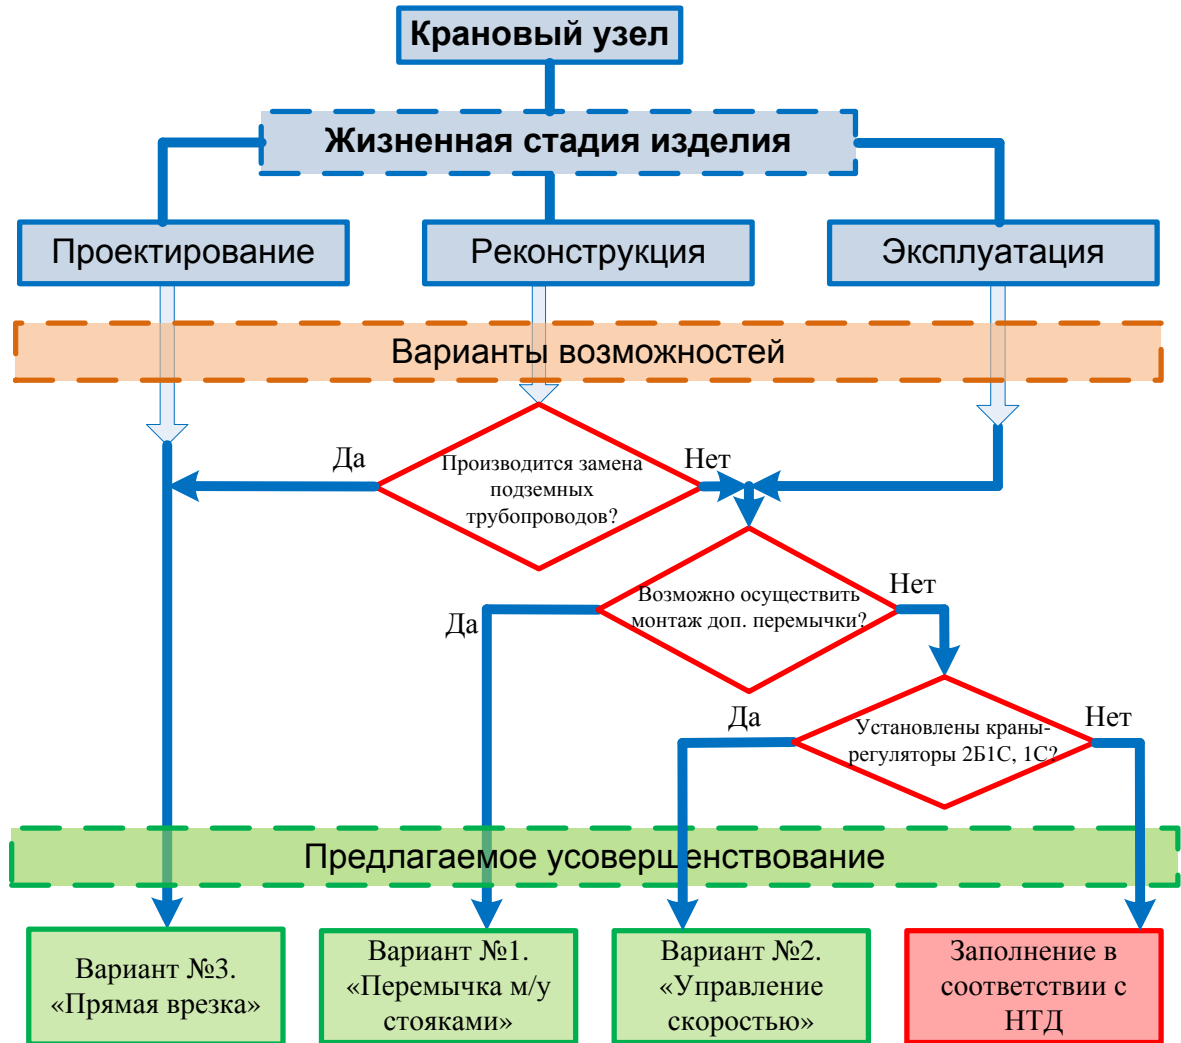 Крановый узел
Жизненная стадия изделия
Проектирование
Реконструкция
Эксплуатация
Варианты возможностей
Да
Производится замена
подземных
трубопроводов?
Нет
Да
Возможно осуществить
монтаж доп. перемычки?
Нет
Да
Установлены краны-
регуляторы 2Б1С, 1С?
Нет
Предлагаемое усовершенствование
Вариант №3.
«Прямая врезка»
Вариант №1.
«Перемычка м/у
стояками»
Вариант №2.
«Управление
скоростью»
Заполнение в
соответствии с
НТД